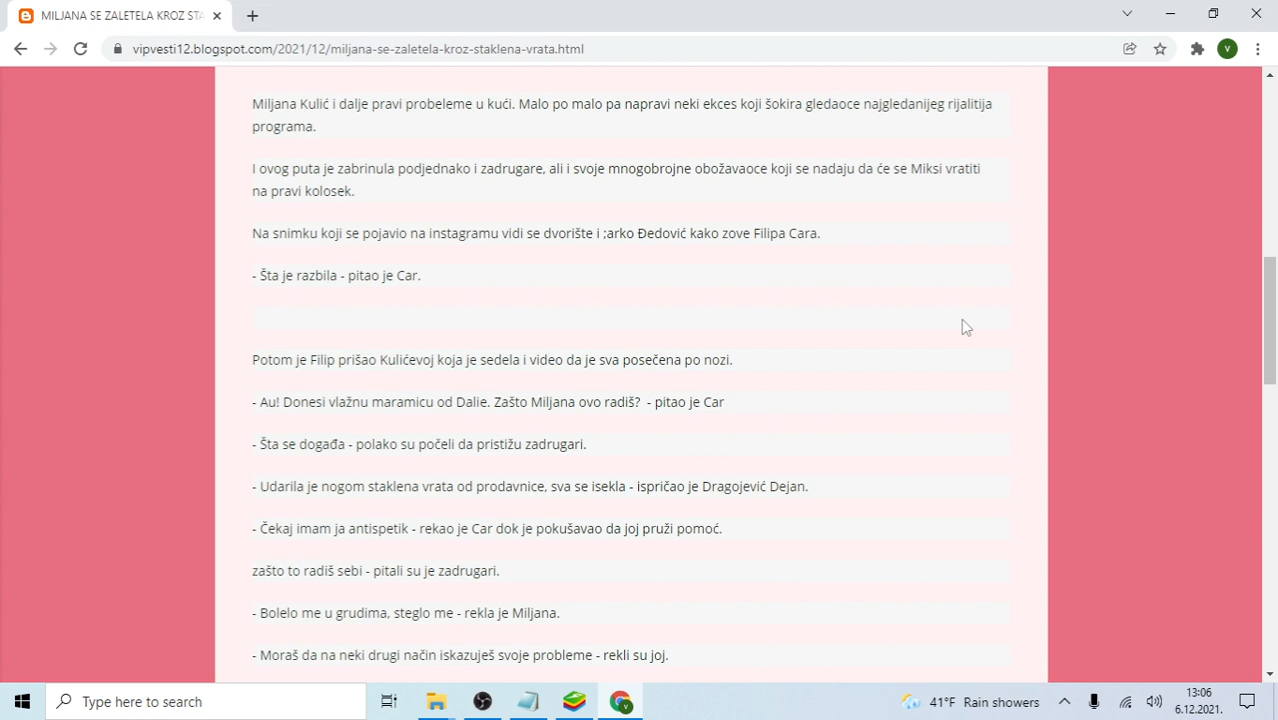 MILJANA SE ZALETELA KROZ STA
vipvesti12.blogspot.com/2021/12/miljana-se-zaletela-kroz-staklena-vrata.html
V
Miljana Kulić i dalje pravi probeleme u kući. Malo po malo pa napravi neki ekces koji šokira gledaoce najgledanijeg rijalitija
programa.
I ovog puta je zabrinula podjednako i zadrugare, ali i svoje mnogobrojne obožavaoce koji se nadaju da će se Miksi vratiti
na pravi kolosek.
Na snimku koji se pojavio na instagramu vidi se dvorište i ;arko Đedović kako zove Filipa Cara.
- Šta je razbila - pitao je Car.
Potom je Filip prišao Kulićevoj koja je sedela i video da je sva posečena po nozi.
- Au! Donesi vlažnu maramicu od Dalie. Zašto Miljana ovo radiš?  - pitao je Car
- Šta se događa - polako su počeli da pristižu zadrugari.
- Udarila je nogom staklena vrata od prodavnice, sva se isekla - ispričao je Dragojević Dejan.
- Čekaj imam ja antispetik - rekao je Car dok je pokušavao da joj pruži pomoć.
zašto to radiš sebi - pitali su je zadrugari.
- Bolelo me u grudima, steglo me - rekla je Miljana.
- Moraš da na neki drugi način iskazuješ svoje probleme - rekli su joj.
Type here to search
41°F Rain showers
13:06
6.12.2021.